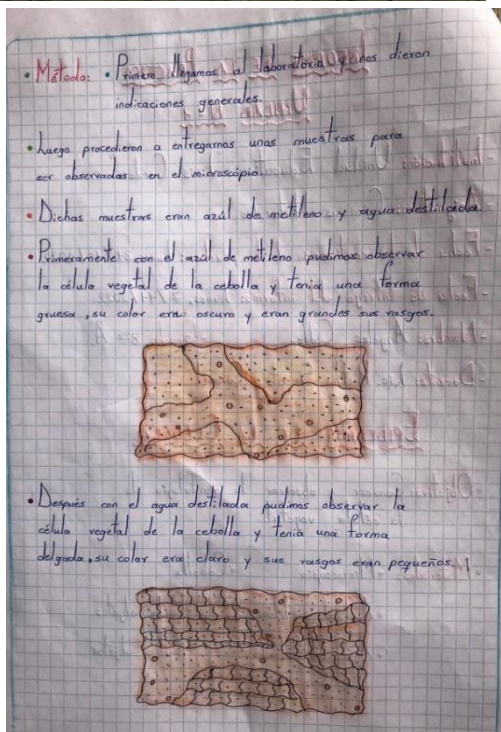 • Método: • Primero llegamos al laboratorio y nos dieron
indicaciones generales.
• Luego procedieron a entregarnos unas muestras para
ser observadas en el microscópio
• Dichas muestras eran azúl de metileno y agua destilada.
• Primeramente con el azúl de metileno pudimos observar
la célula vegetal de la cebolla y tenia una forma
gruesa, su color era oscuro y eran grandes sus rasgos.
• Después con el agua destilada pudimos observar la
célula vegetal de la cebolla y tenia una forma
delgada, su color era claro y sus rasgos eran pequeños.